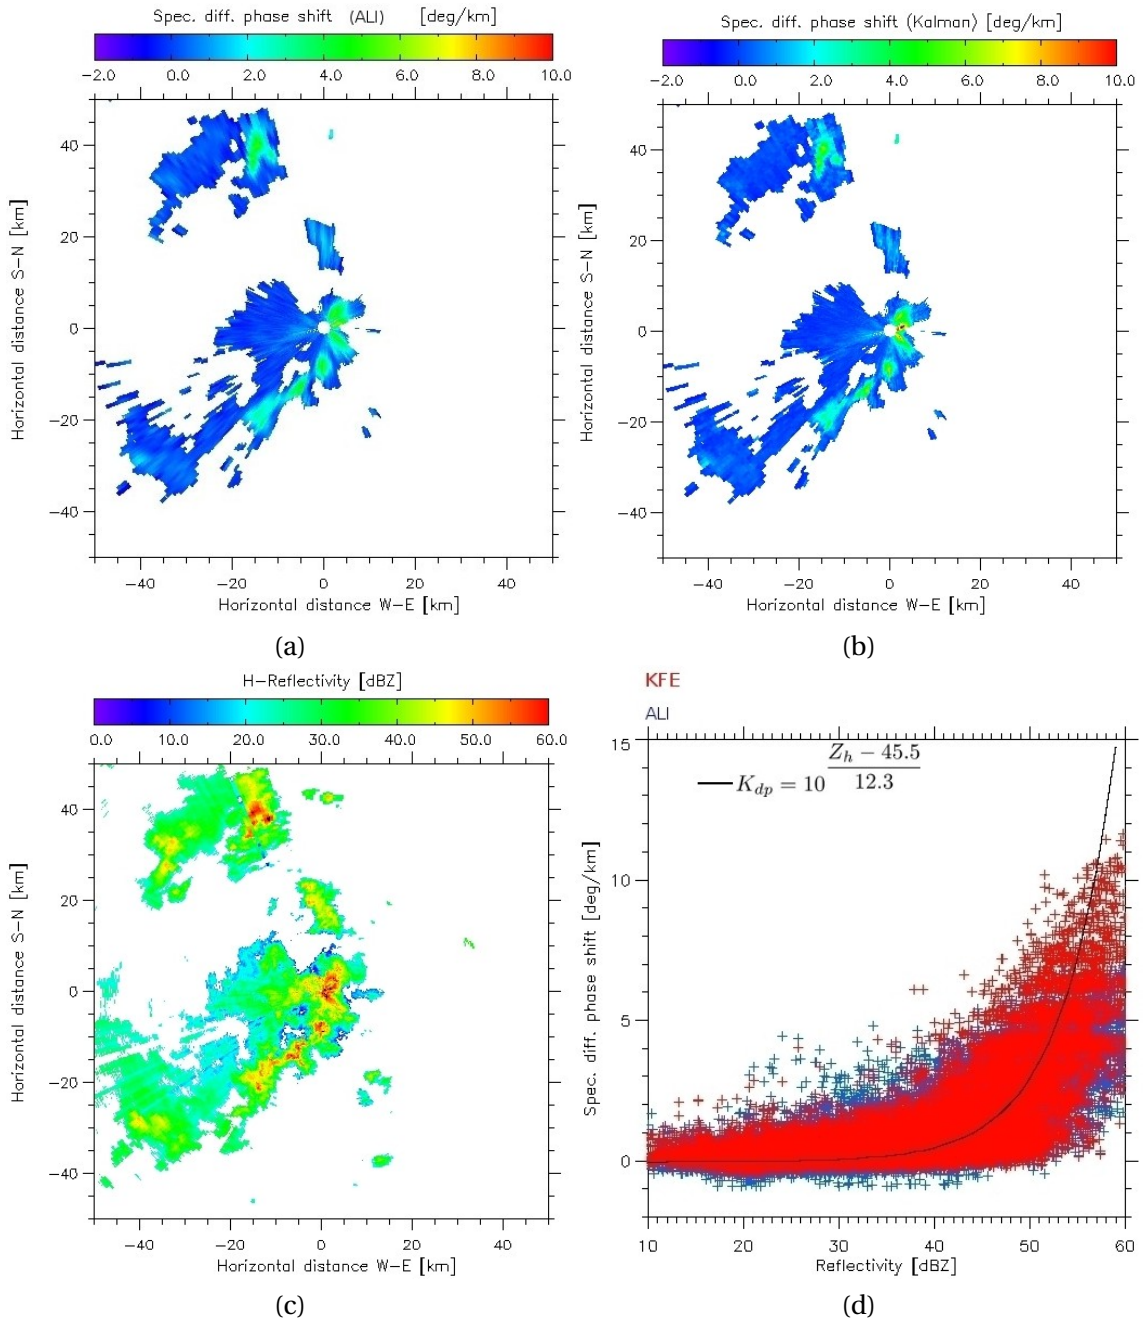 Spec. diff. phase shift (ALI) [deg/km]
-2.0 0.0 2.0 4.0 6.0 8.0 10.0
40
20
0
-20
-40
Horizontal distance S-N [km]
-40 -20 0 20 40
Horizontal distance W-E [km]
(a)
Spec. diff. phase shift (Kalman) [deg/km]
-2.0 0.0 2.0 4.0 6.0 8.0 10.0
40
20
0
-20
-40
Horizontal distance S-N [km]
-40 -20 0 20 40
Horizontal distance W-E [km]
(b)
H-Reflectivity [dBZ]
0.0 10.0 20.0 30.0 40.0 50.0 60.0
40
20
0
-20
-40
Horizontal distance S-N [km]
-40 -20 0 20 40
Horizontal distance W-E [km]
(c)
KFE
ALI
K_{dp} = 10^{\frac{Z_h - 45.5}{12.3}}
15
10
5
0
Spec. diff. phase shift [deg/km]
10 20 30 40 50 60
Reflectivity [dBZ]
(d)